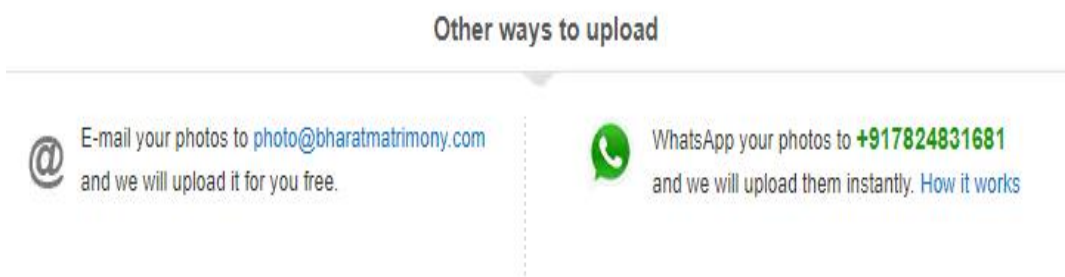 Other ways to upload
@
E-mail your photos to photo@bharatmatrimony.com
and we will upload it for you free.
WhatsApp your photos to +917824831681
and we will upload them instantly. How it works